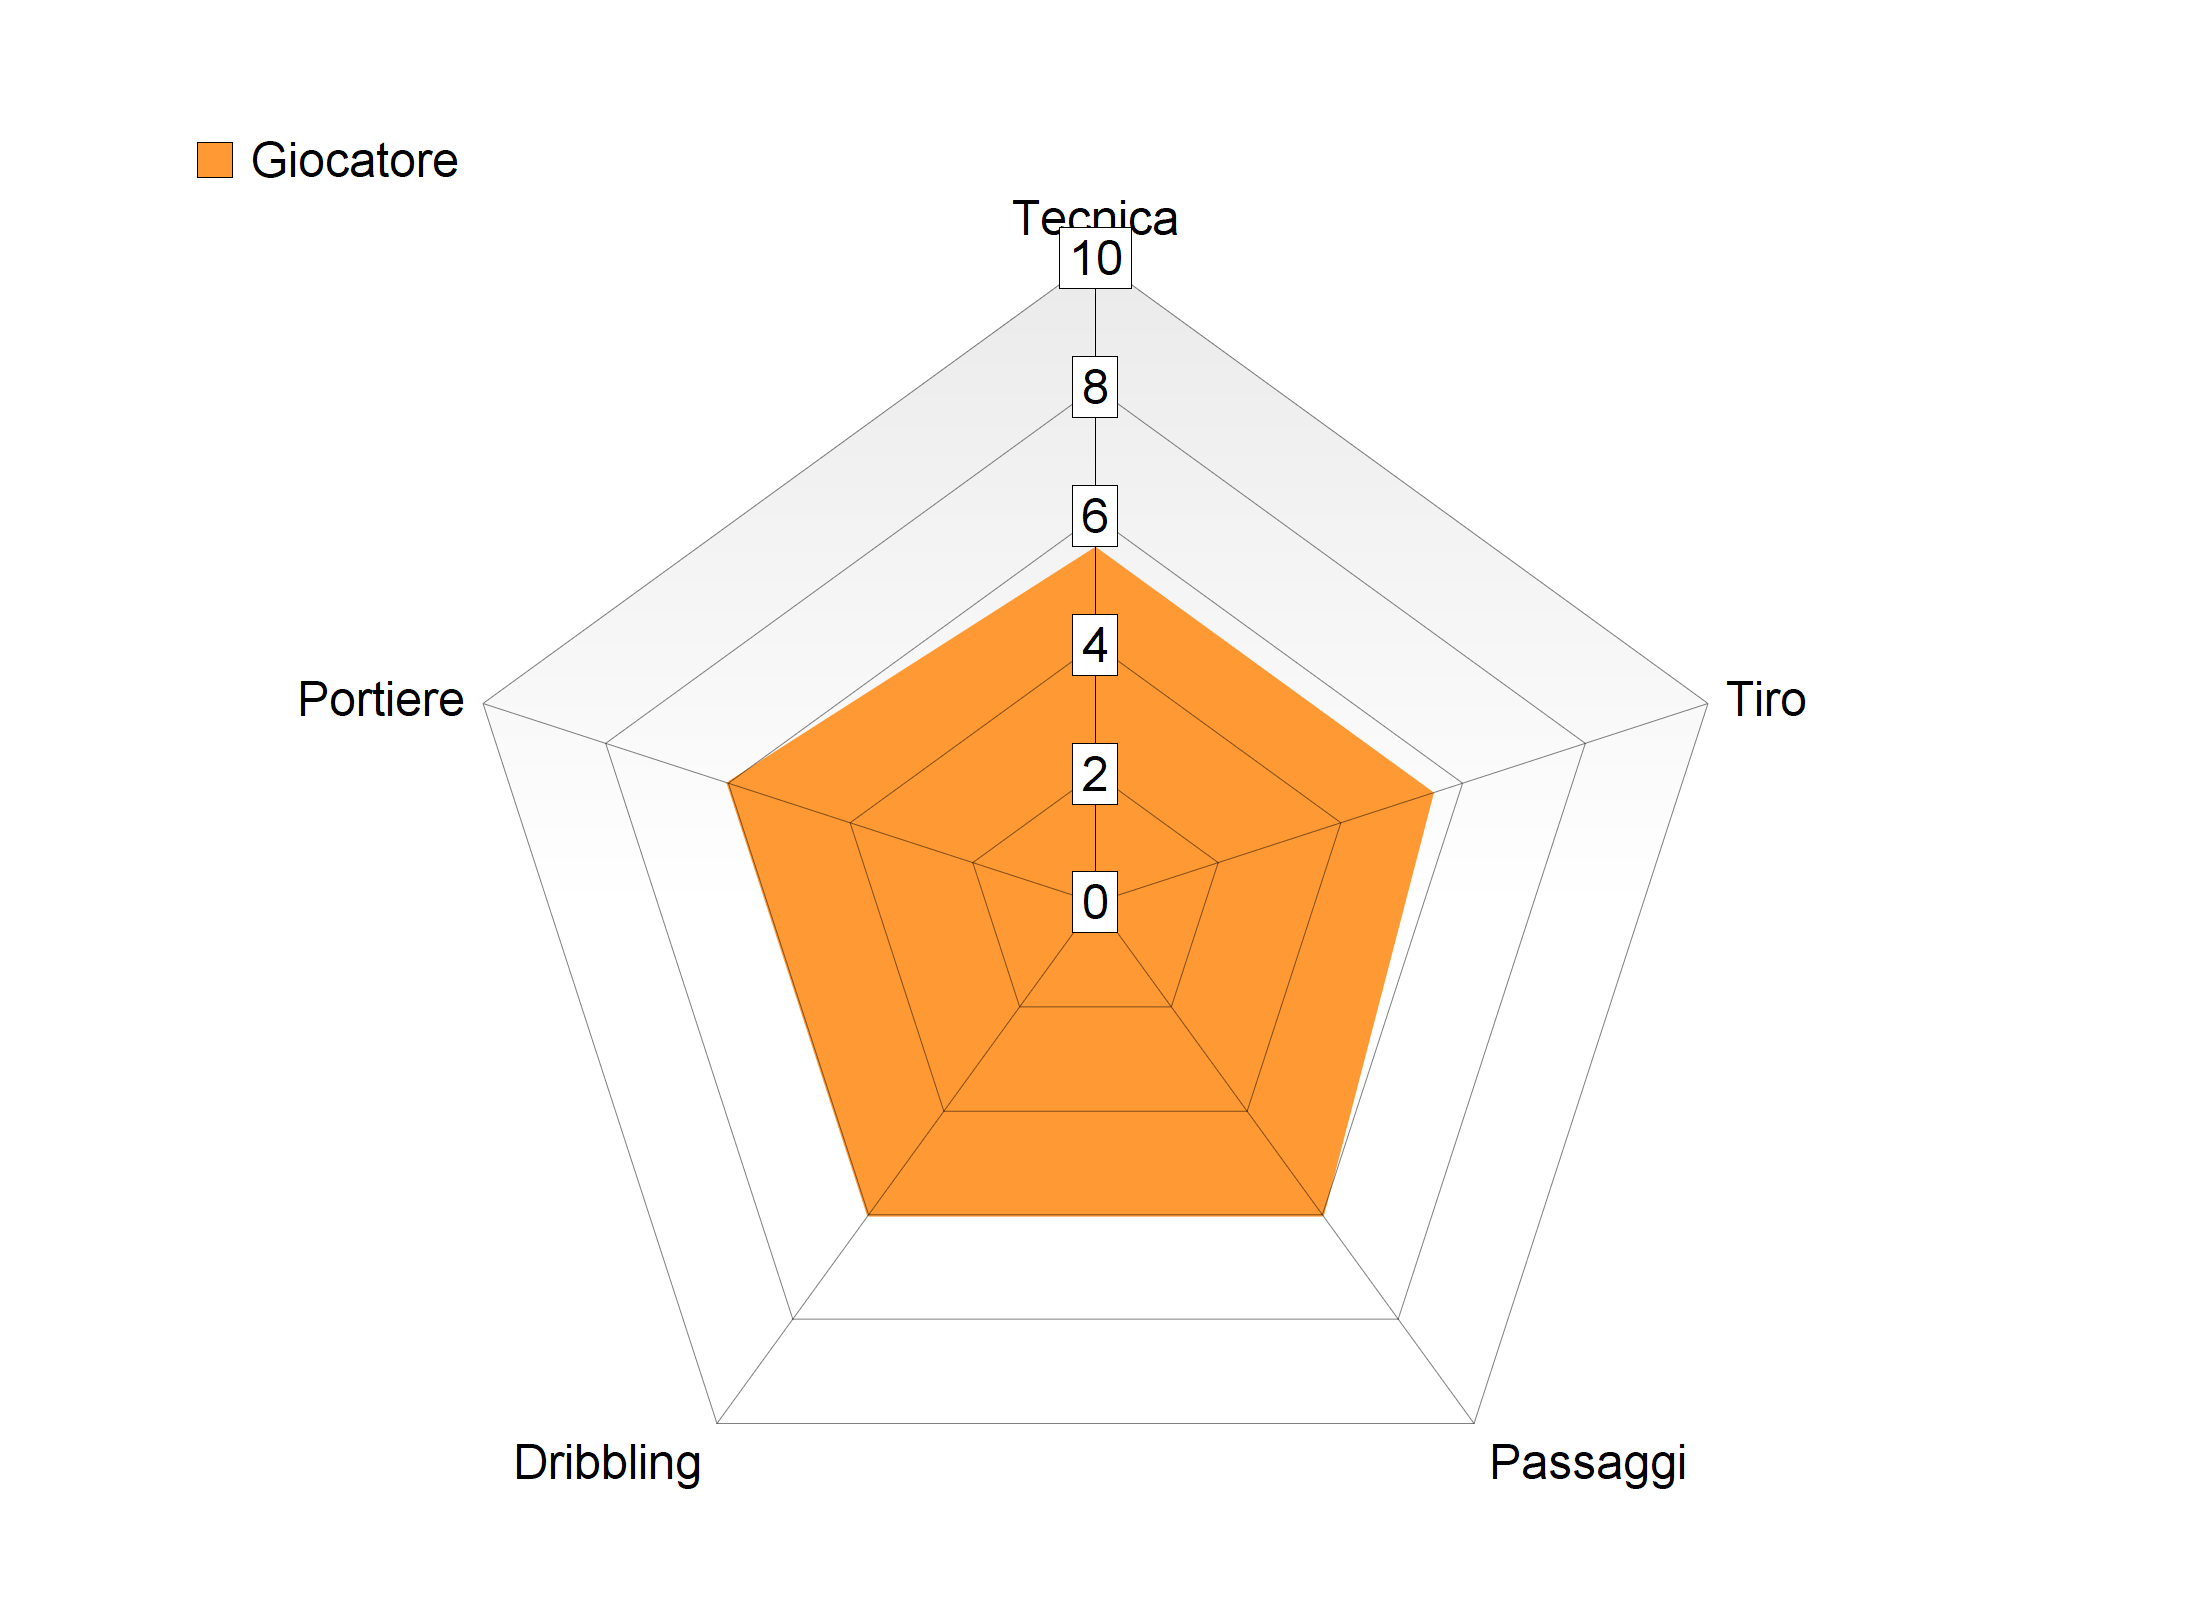 Giocatore
Tecnica
10
8
6
4
Portiere
Tiro
2
0
Dribbling
Passaggi